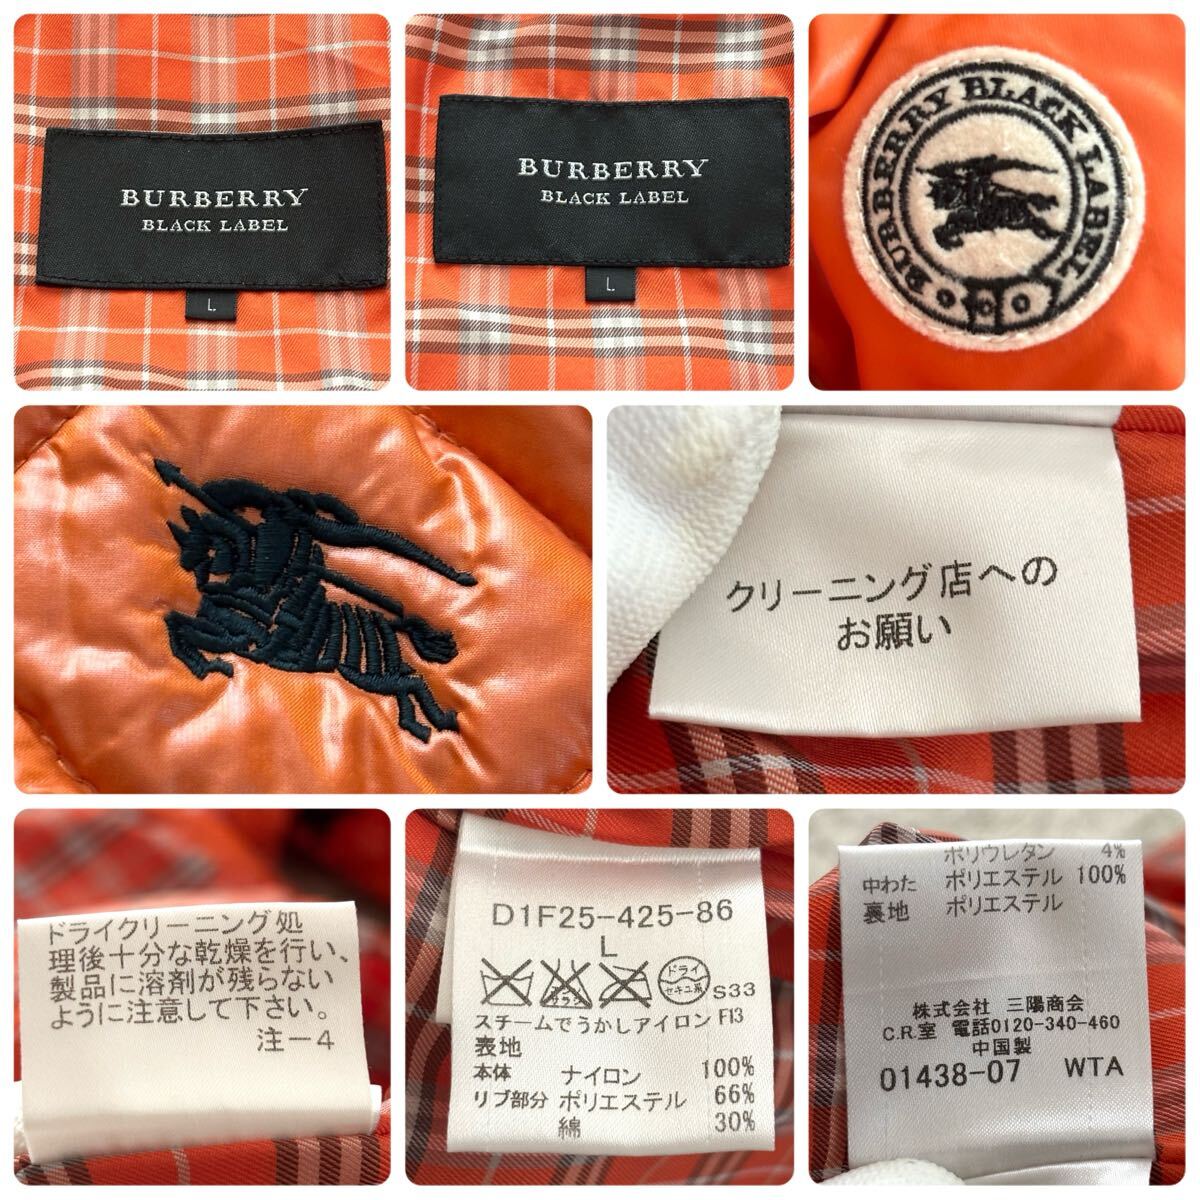 BURBERRY
BLACK LABEL
L
BURBERRY
BLACK LABEL
L
BURBERRY BLACK LABEL
クリーニング店への
お願い
ドライクリーニング処
理後十分な乾燥を行い、
製品に溶剤が残らない
ように注意して下さい。
注-4
D1F25-425-86
L
ドライ
セキユ系
S33
スチームでうかしアイロン F13
表地
本体 ナイロン 100%
リブ部分 ポリエステル 66%
綿 30%
ポリウレタン 4%
中わた ポリエステル 100%
裏地 ポリエステル
株式会社 三陽商会
C.R.室 電話0120-340-460
中国製
01438-07 WTA